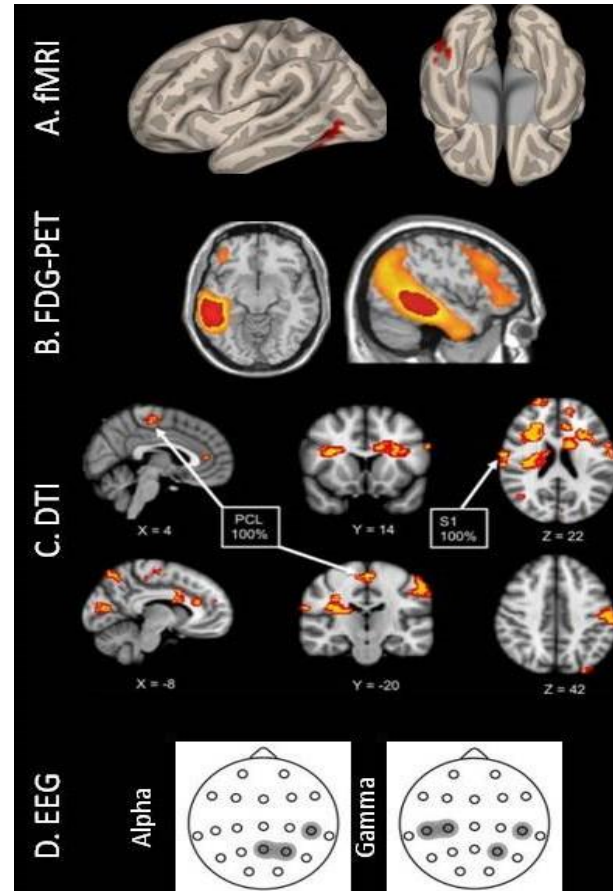 A. fMRI
B. FDG-PET
C. DTI
PCL
100%
S1
100%
X = 4
Y = 14
Z = 22
X = -8
Y = -20
Z = 42
D. EEG
Alpha
Gamma